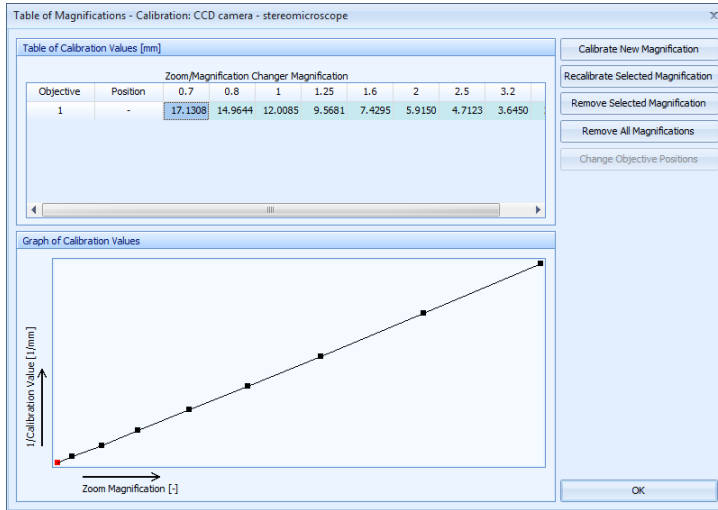 Table of Magnifications - Calibration: CCD camera - stereomicroscope
Table of Calibration Values [mm]
Zoom/Magnification Changer Magnification
Objective Position 0.7 0.8 1 1.25 1.6 2 2.5 3.2
1 - 17.1308 14.9644 12.0085 9.5681 7.4295 5.9150 4.7123 3.6450
Calibrate New Magnification
Recalibrate Selected Magnification
Remove Selected Magnification
Remove All Magnifications
Change Objective Positions
Graph of Calibration Values
1/Calibration Value [1/mm]
Zoom Magnification [-]
OK